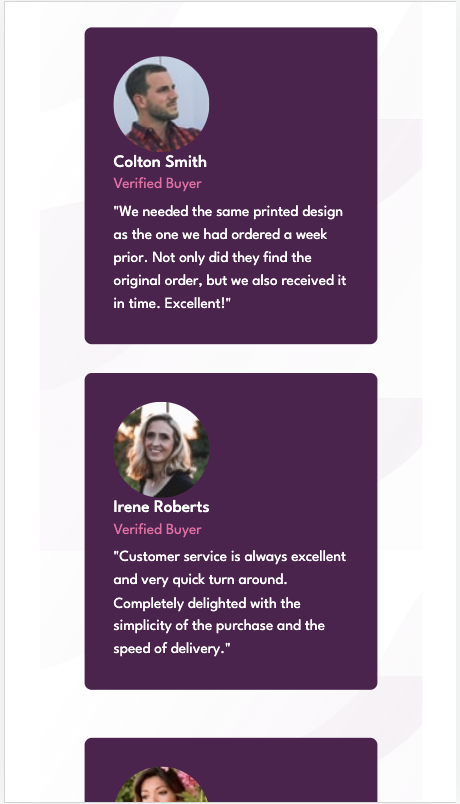 Colton Smith
Verified Buyer
"We needed the same printed design
as the one we had ordered a week
prior. Not only did they find the
original order, but we also received it
in time. Excellent!"
Irene Roberts
Verified Buyer
"Customer service is always excellent
and very quick turn around.
Completely delighted with the
simplicity of the purchase and the
speed of delivery."